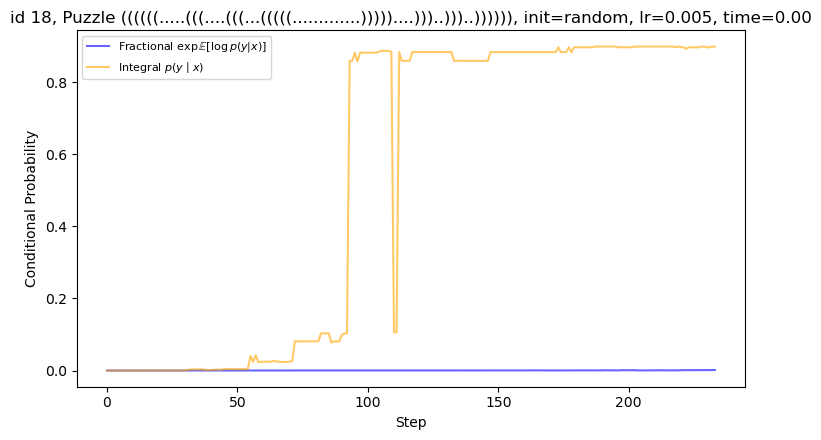 id 18, Puzzle ((((((.....(((....(((...(((((.............)))))....)))..)))..)))))), init=random, lr=0.005, time=0.00
Fractional exp𝔼[log p(y|x)]
Integral p(y | x)
Conditional Probability
0.8
0.6
0.4
0.2
0.0
0 50 100 150 200
Step